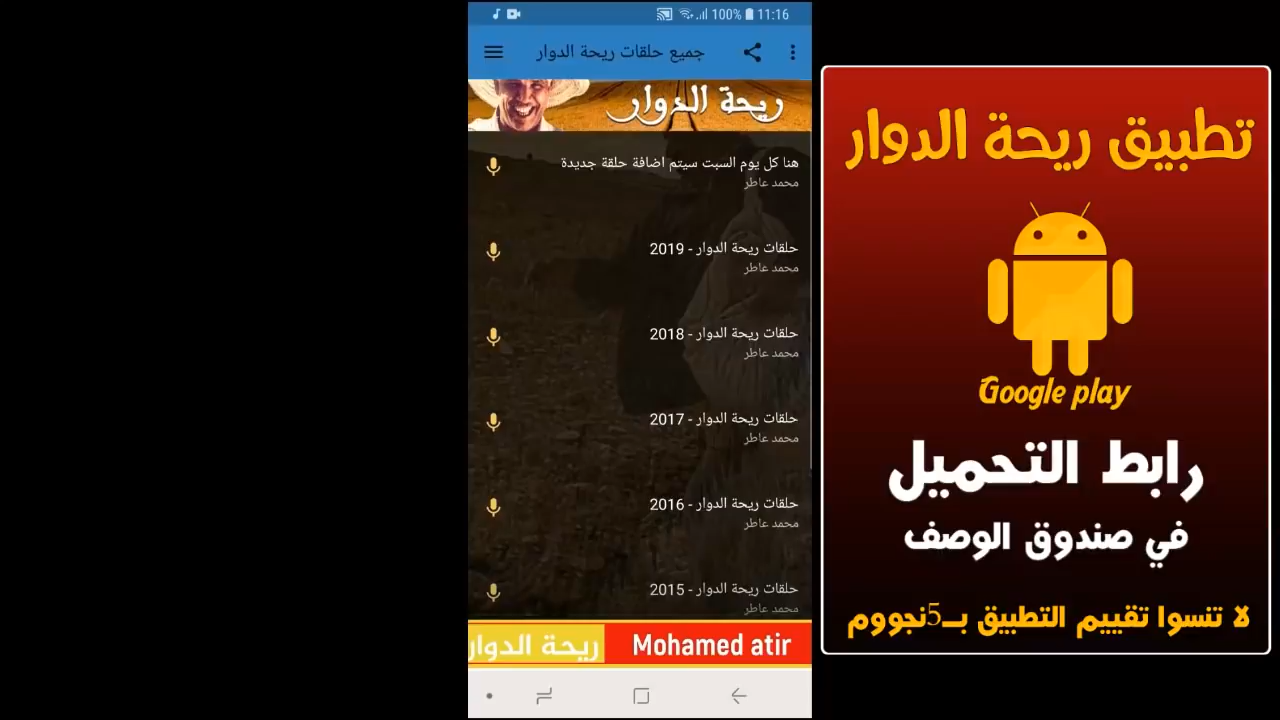 100% 11:16
جميع حلقات ريحة الدوار
ريحة الدوار
هنا كل يوم السبت سيتم اضافة حلقة جديدة
محمد عاطر
حلقات ريحة الدوار - 2019
محمد عاطر
حلقات ريحة الدوار - 2018
محمد عاطر
حلقات ريحة الدوار - 2017
محمد عاطر
حلقات ريحة الدوار - 2016
محمد عاطر
حلقات ريحة الدوار - 2015
محمد عاطر
ريحة الدوار Mohamed atir
تطبيق ريحة الدوار
Google play
رابط التحميل
في صندوق الوصف
لا تنسوا تقييم التطبيق بـ5نجووم